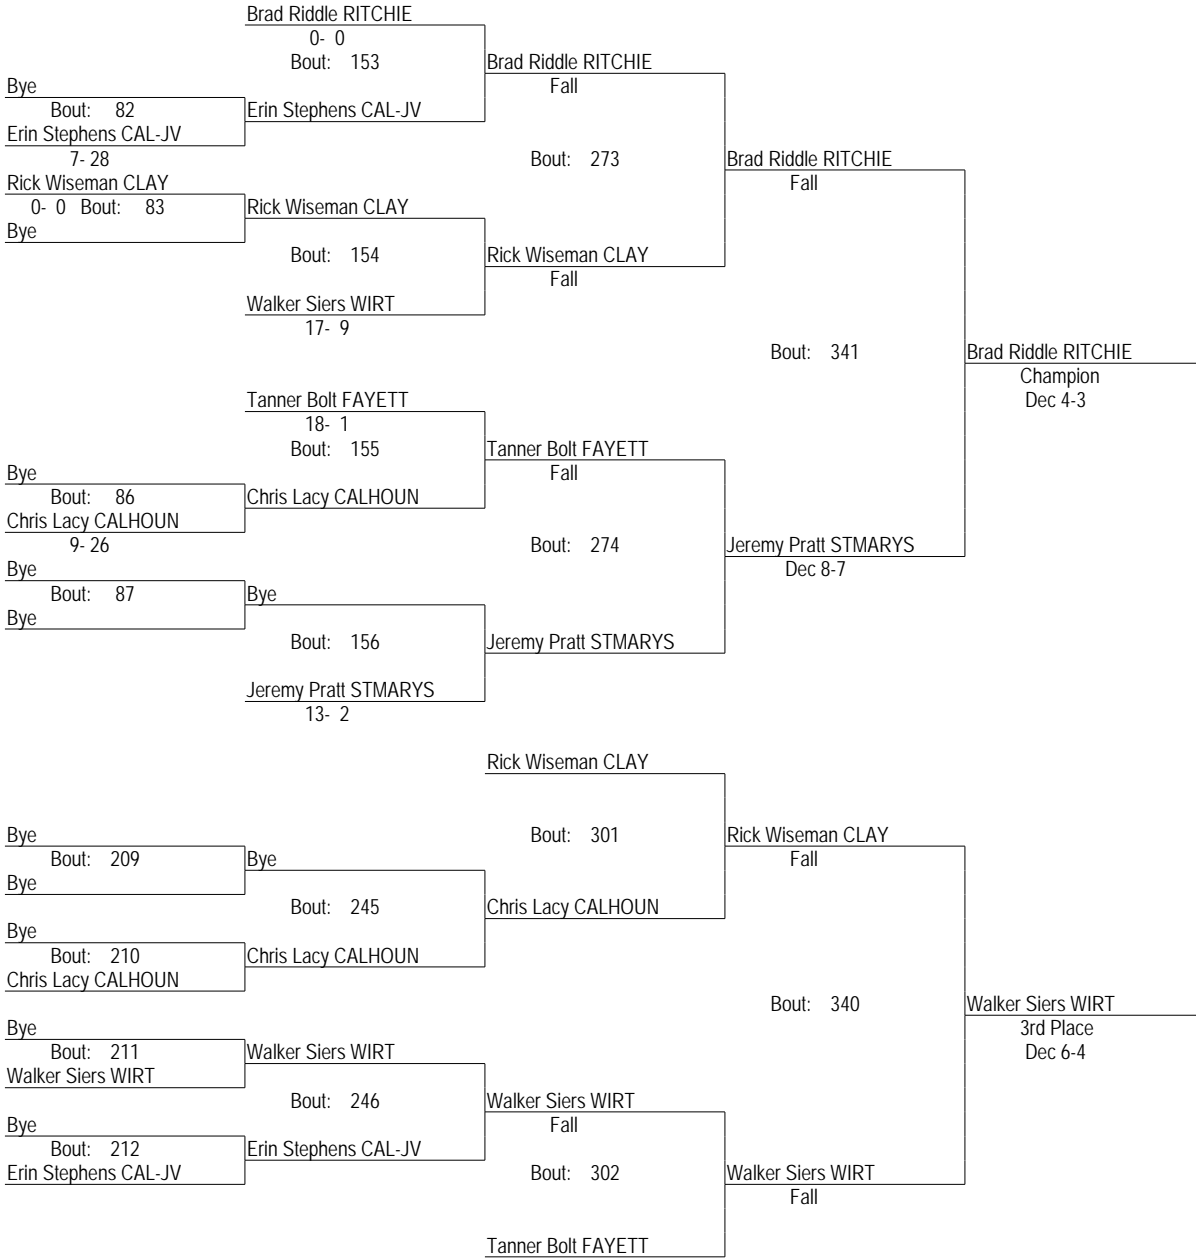 Brad Riddle RITCHIE
0- 0
Bout: 153 Brad Riddle RITCHIE
Bye Fall
Bout: 82 Erin Stephens CAL-JV
Erin Stephens CAL-JV
7- 28 Bout: 273 Brad Riddle RITCHIE
Rick Wiseman CLAY Fall
0- 0 Bout: 83 Rick Wiseman CLAY
Bye
Bout: 154 Rick Wiseman CLAY
Fall
Walker Siers WIRT
17- 9
Bout: 341 Brad Riddle RITCHIE
Champion
Tanner Bolt FAYETT Dec 4-3
18- 1
Bout: 155 Tanner Bolt FAYETT
Bye Fall
Bout: 86 Chris Lacy CALHOUN
Chris Lacy CALHOUN
9- 26 Bout: 274 Jeremy Pratt STMARYS
Bye Dec 8-7
Bout: 87 Bye
Bye
Bout: 156 Jeremy Pratt STMARYS
Jeremy Pratt STMARYS
13- 2
Rick Wiseman CLAY
Bye Bout: 301 Rick Wiseman CLAY
Bout: 209 Bye Fall
Bye
Bout: 245 Chris Lacy CALHOUN
Bye
Bout: 210 Chris Lacy CALHOUN
Chris Lacy CALHOUN
Bout: 340 Walker Siers WIRT
Bye 3rd Place
Bout: 211 Walker Siers WIRT Dec 6-4
Walker Siers WIRT
Bout: 246 Walker Siers WIRT
Bye Fall
Bout: 212 Erin Stephens CAL-JV
Erin Stephens CAL-JV Bout: 302 Walker Siers WIRT
Fall
Tanner Bolt FAYETT